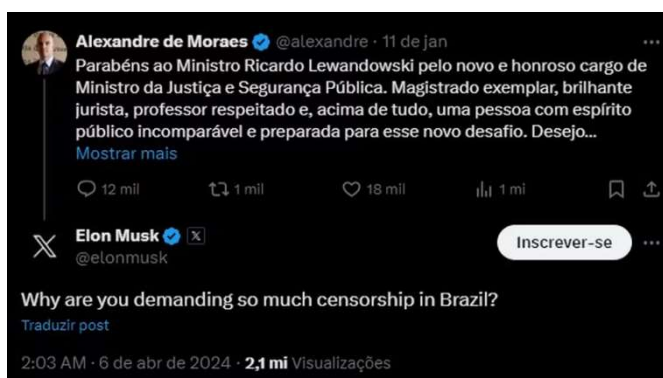 Alexandre de Moraes @alexandre · 11 de jan
Parabéns ao Ministro Ricardo Lewandowski pelo novo e honroso cargo de
Ministro da Justiça e Segurança Pública. Magistrado exemplar, brilhante
jurista, professor respeitado e, acima de tudo, uma pessoa com espírito
público incomparável e preparada para esse novo desafio. Desejo...
Mostrar mais
12 mil 1 mil 18 mil 1 mi
Elon Musk
@elonmusk
Inscrever-se
Why are you demanding so much censorship in Brazil?
Traduzir post
2:03 AM · 6 de abr de 2024 · 2,1 mi Visualizações